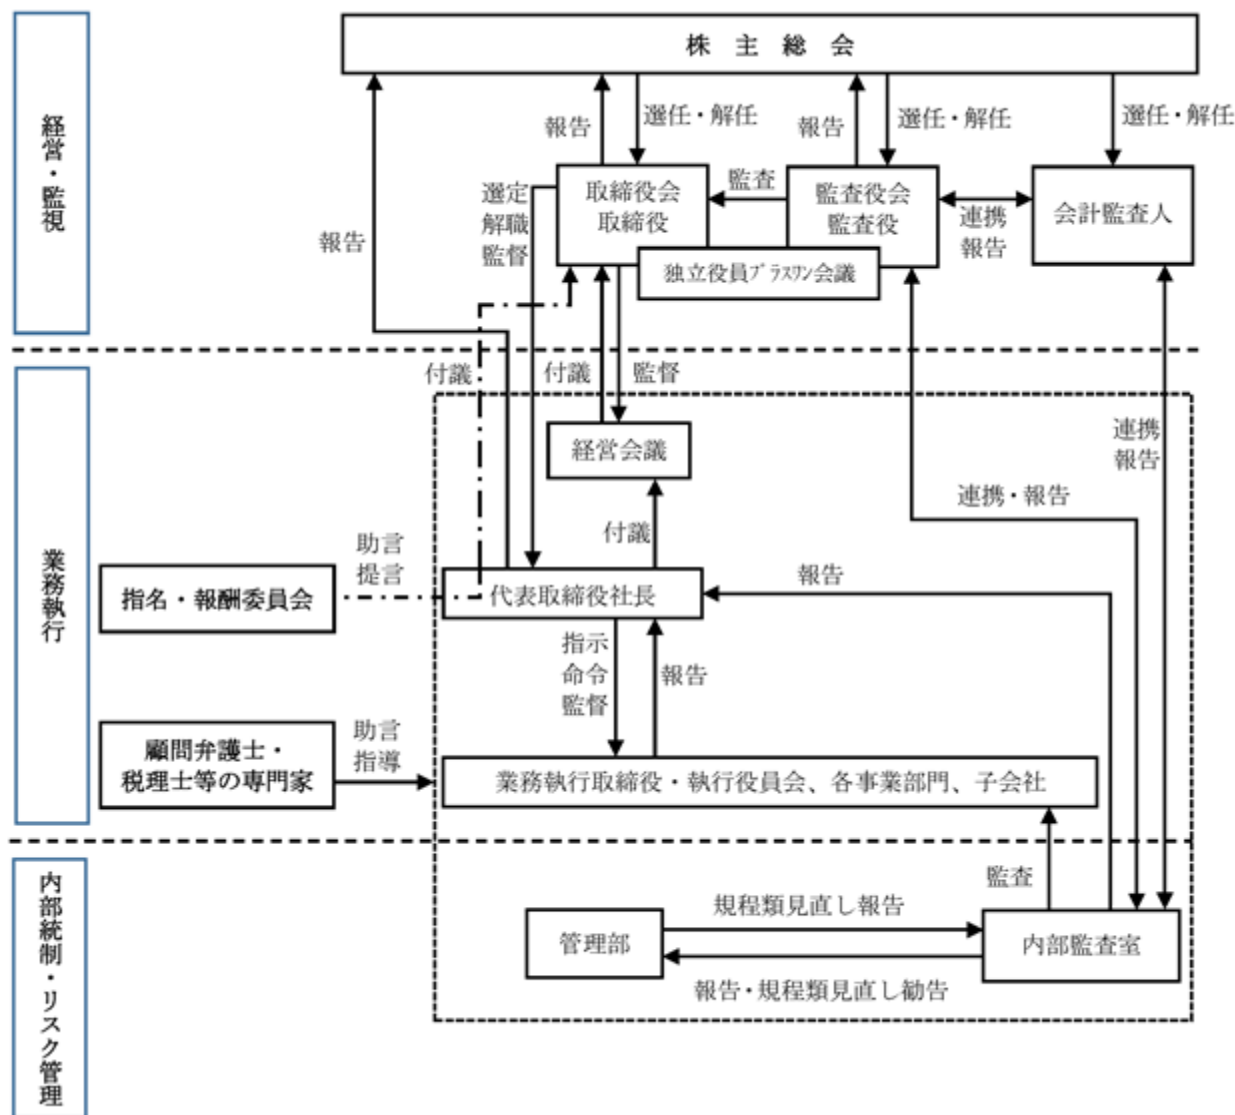 株 主 総 会
経営・監視
報告
選任・解任
報告
選任・解任
選任・解任
選定
解職
監督
取締役会
取締役
監査
監査役会
監査役
連携
報告
会計監査人
報告
独立役員プラスワン会議
付議
付議
監督
業務執行
経営会議
連携
報告
連携・報告
付議
助言
提言
指名・報酬委員会
代表取締役社長
報告
指示
命令
監督
報告
顧問弁護士・
税理士等の専門家
助言
指導
業務執行取締役・執行役員会、各事業部門、子会社
内部統制・リスク管理
監査
規程類見直し報告
管理部
内部監査室
報告・規程類見直し勧告